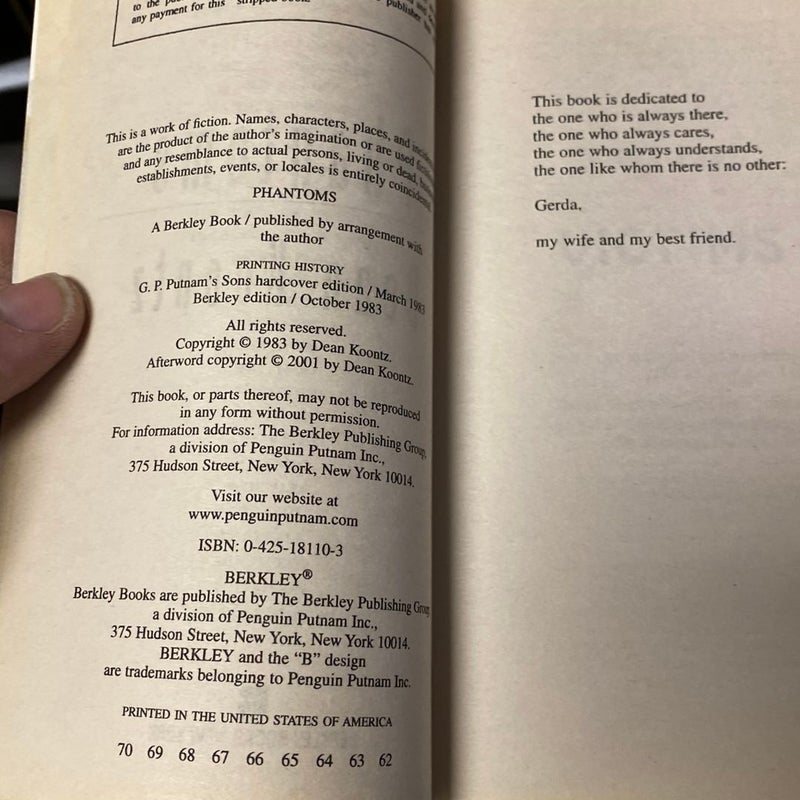 to the
any payment for this "stripped book."
publisher
This is a work of fiction. Names, characters, places, and
are the product of the author's imagination or are used
and any resemblance to actual persons, living or dead,
establishments, events, or locales is entirely coincidental
PHANTOMS
A Berkley Book / published by arrangement with
the author
PRINTING HISTORY
G. P. Putnam's Sons hardcover edition / March 1983
Berkley edition / October 1983
All rights reserved.
Copyright © 1983 by Dean Koontz.
Afterword copyright © 2001 by Dean Koontz.
This book, or parts thereof, may not be reproduced
in any form without permission.
For information address: The Berkley Publishing Group,
a division of Penguin Putnam Inc.,
375 Hudson Street, New York, New York 10014.
Visit our website at
www.penguinputnam.com
ISBN: 0-425-18110-3
BERKLEY®
Berkley Books are published by The Berkley Publishing Group
a division of Penguin Putnam Inc.,
375 Hudson Street, New York, New York 10014.
BERKLEY and the "B" design
are trademarks belonging to Penguin Putnam Inc.
PRINTED IN THE UNITED STATES OF AMERICA
70 69 68 67 66 65 64 63 62
This book is dedicated to
the one who is always there,
the one who always cares,
the one who always understands,
the one like whom there is no other:
Gerda,
my wife and my best friend.